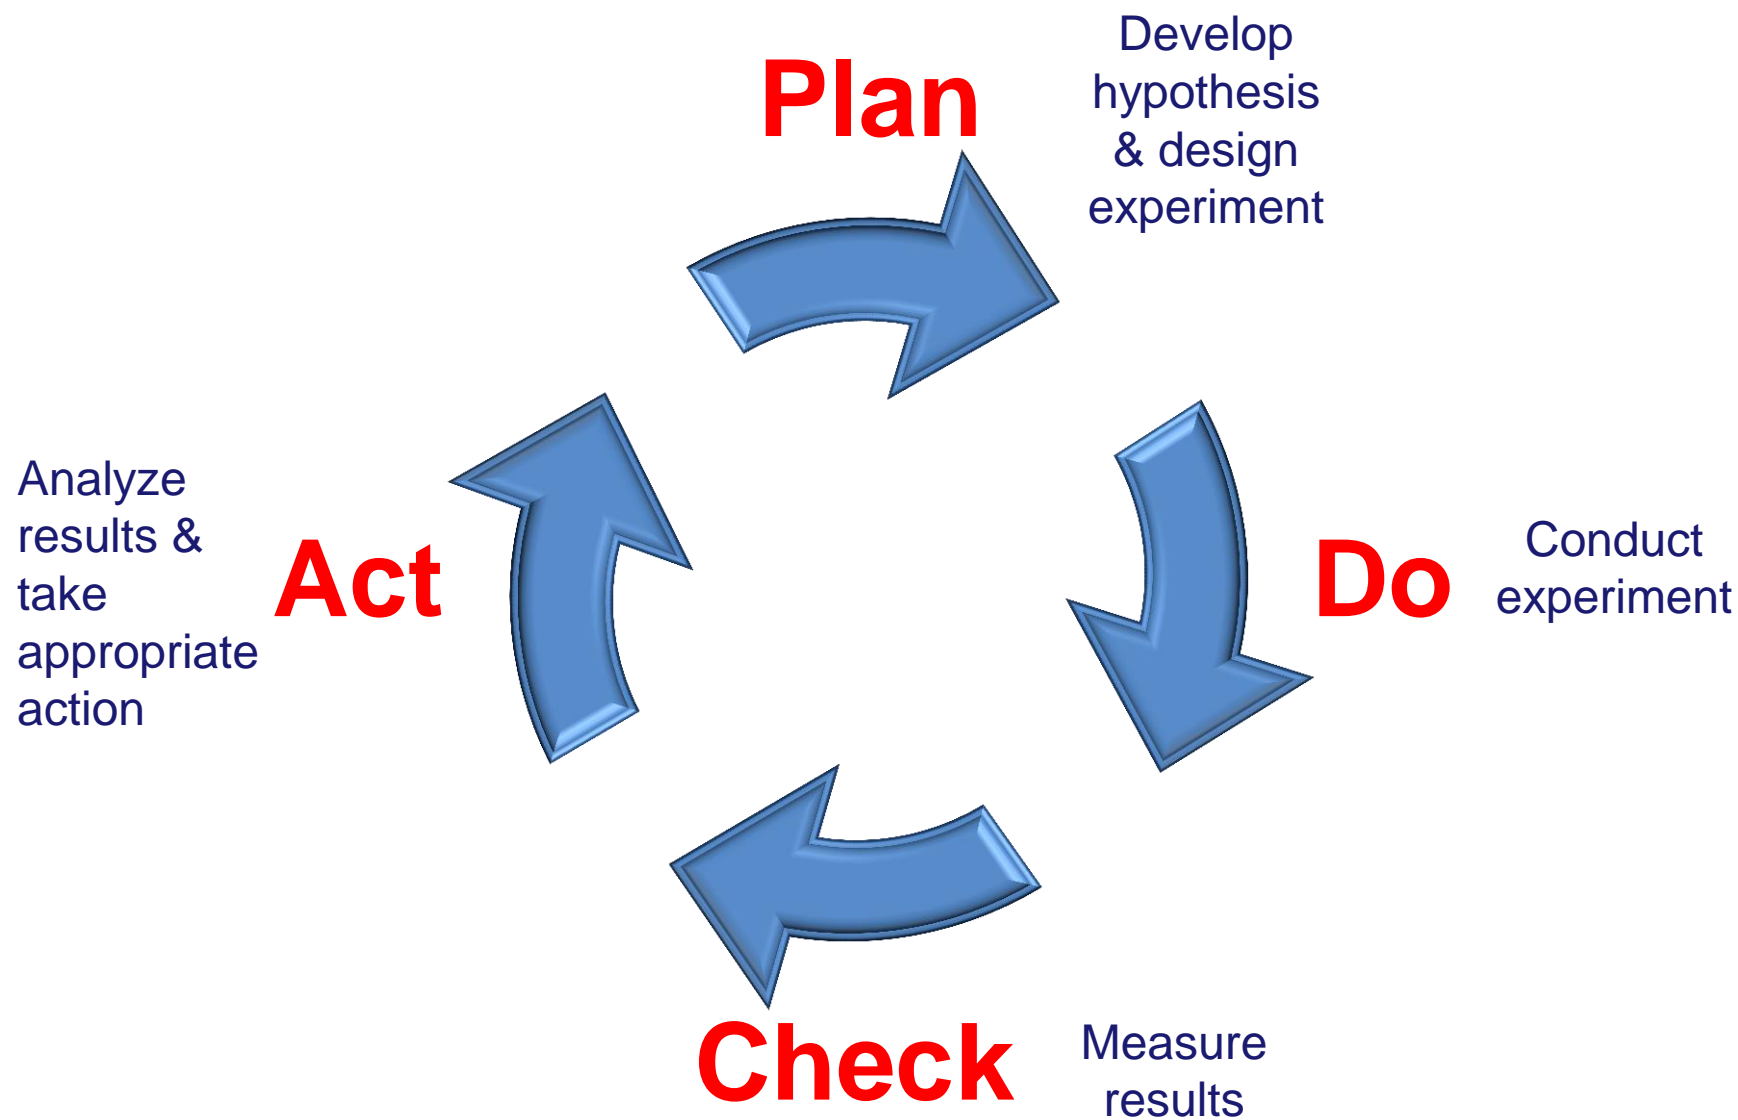 Plan
Develop
hypothesis
& design
experiment
Do
Conduct
experiment
Check
Measure
results
Act
Analyze
results &
take
appropriate
action